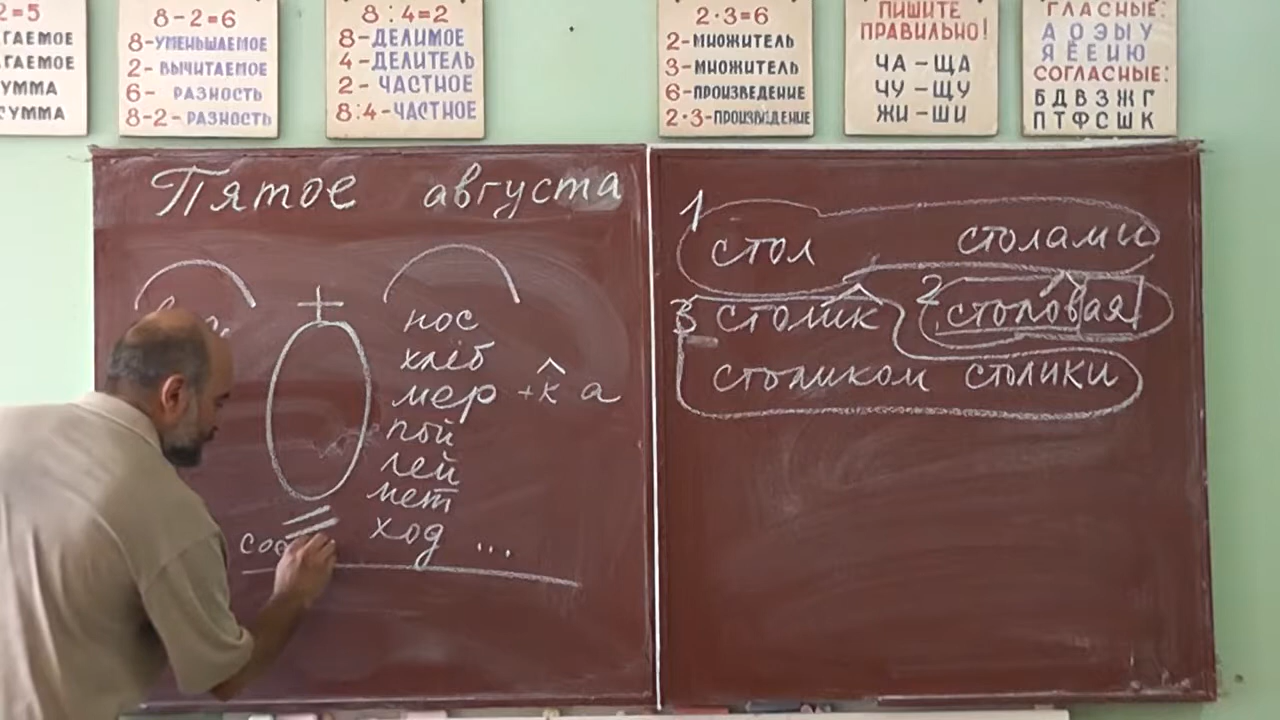 2=5
ГАЕМОЕ
ГАЕМОЕ
УММА
СУММА
8-2=6
8-УМЕНЬШАЕМОЕ
2-ВЫЧИТАЕМОЕ
6- РАЗНОСТЬ
8-2-РАЗНОСТЬ
8:4=2
8-ДЕЛИМОЕ
4-ДЕЛИТЕЛЬ
2-ЧАСТНОЕ
8:4-ЧАСТНОЕ
2·3=6
2-МНОЖИТЕЛЬ
3-МНОЖИТЕЛЬ
6-ПРОИЗВЕДЕНИЕ
2·3-ПРОИЗВЕДЕНИЕ
ПИШИТЕ
ПРАВИЛЬНО!
ЧА-ЩА
ЧУ-ЩУ
ЖИ-ШИ
ГЛАСНЫЕ:
А О Э Ы У
Я Ё Е И Ю
СОГЛАСНЫЕ:
Б Д В З Ж Г
П Т Ф С Ш К
Пятое августа
+
нос
хлеб
мер +к а
пой
лей
мет
ход ...
1
стол столами
3 столик 2 столовая
столиком столики